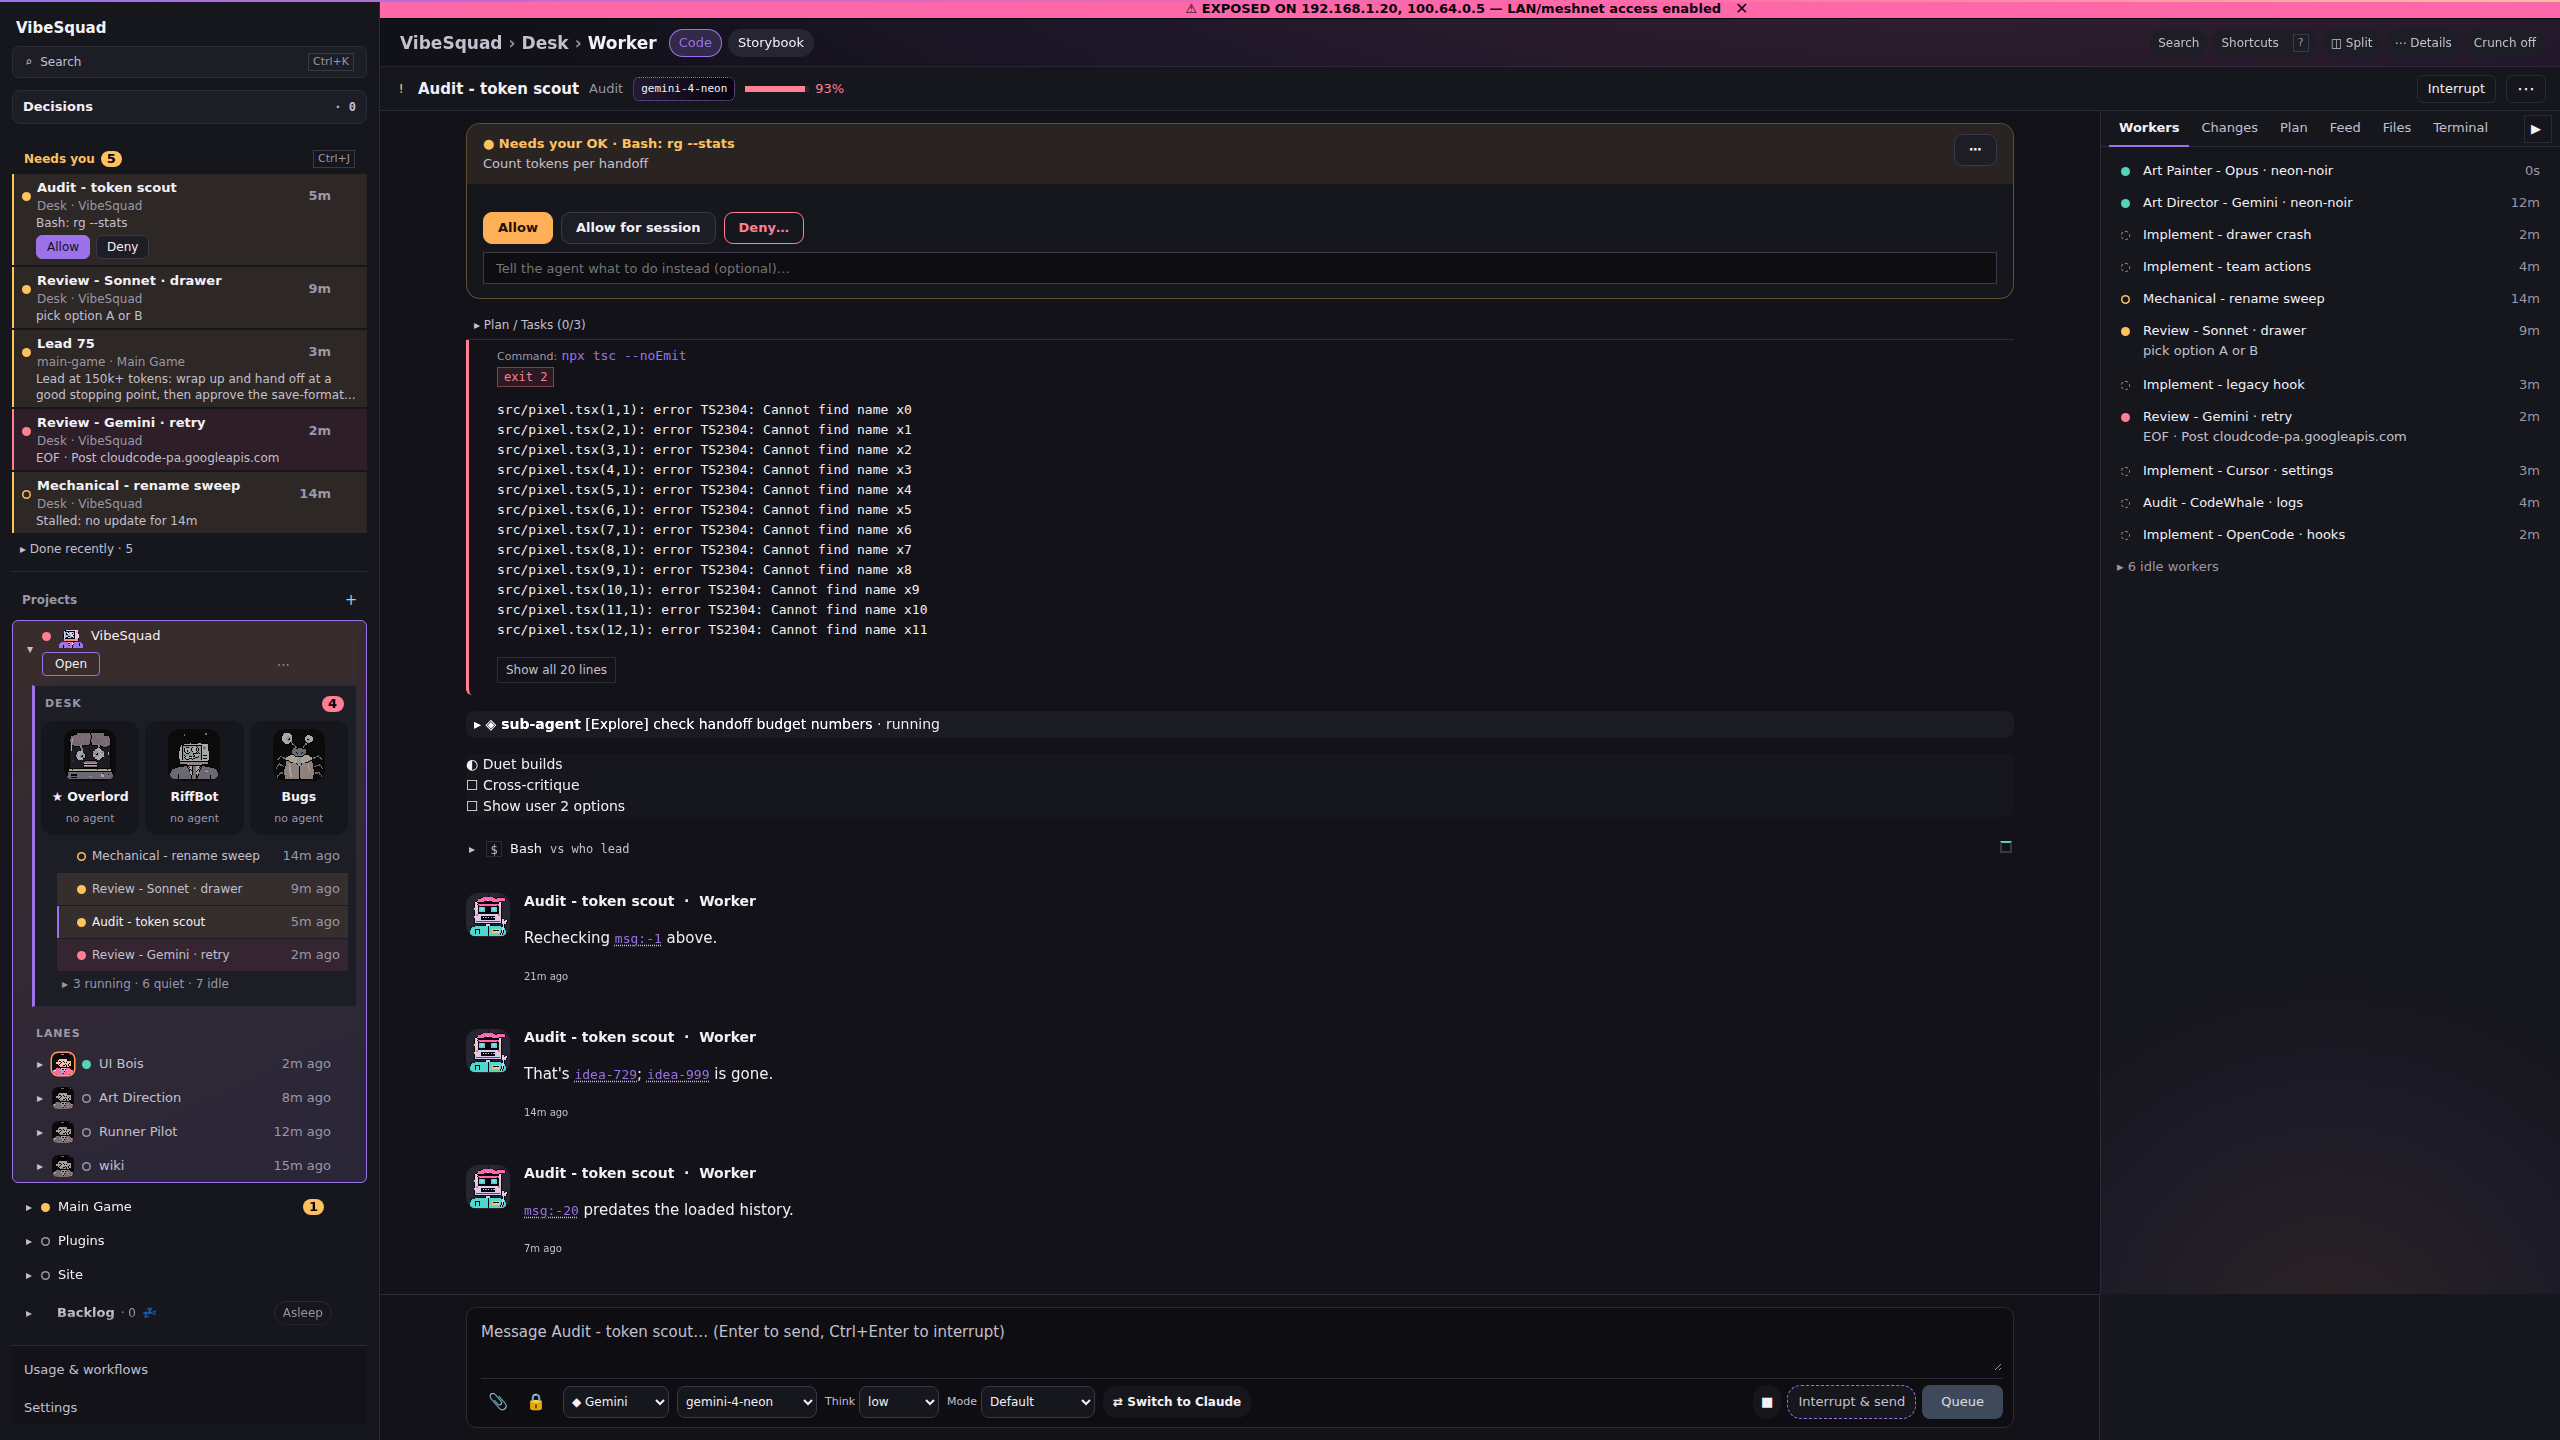 ⚠ EXPOSED ON 192.168.1.20, 100.64.0.5 — LAN/meshnet access enabled ✕
VibeSquad
Search Ctrl+K
Decisions · 0
Needs you 5 Ctrl+J
Audit - token scout 5m
Desk · VibeSquad
Bash: rg --stats
Allow Deny
Review - Sonnet · drawer 9m
Desk · VibeSquad
pick option A or B
Lead 75 3m
main-game · Main Game
Lead at 150k+ tokens: wrap up and hand off at a
good stopping point, then approve the save-format…
Review - Gemini · retry 2m
Desk · VibeSquad
EOF · Post cloudcode-pa.googleapis.com
Mechanical - rename sweep 14m
Desk · VibeSquad
Stalled: no update for 14m
▸ Done recently · 5
Projects +
▾ VibeSquad
Open ⋯
DESK 4
★ Overlord RiffBot Bugs
no agent no agent no agent
Mechanical - rename sweep 14m ago
Review - Sonnet · drawer 9m ago
Audit - token scout 5m ago
Review - Gemini · retry 2m ago
▸ 3 running · 6 quiet · 7 idle
LANES
▸ UI Bois 2m ago
▸ Art Direction 8m ago
▸ Runner Pilot 12m ago
▸ wiki 15m ago
▸ Main Game 1
▸ Plugins
▸ Site
▸ Backlog · 0 💤 Asleep
Usage & workflows
Settings
VibeSquad › Desk › Worker Code Storybook
Search Shortcuts ? ◫ Split ⋯ Details Crunch off
! Audit - token scout Audit gemini-4-neon 93%
Interrupt ⋯
● Needs your OK · Bash: rg --stats
Count tokens per handoff
⋯
Allow Allow for session Deny…
Tell the agent what to do instead (optional)…
▸ Plan / Tasks (0/3)
Command: npx tsc --noEmit
exit 2
src/pixel.tsx(1,1): error TS2304: Cannot find name x0
src/pixel.tsx(2,1): error TS2304: Cannot find name x1
src/pixel.tsx(3,1): error TS2304: Cannot find name x2
src/pixel.tsx(4,1): error TS2304: Cannot find name x3
src/pixel.tsx(5,1): error TS2304: Cannot find name x4
src/pixel.tsx(6,1): error TS2304: Cannot find name x5
src/pixel.tsx(7,1): error TS2304: Cannot find name x6
src/pixel.tsx(8,1): error TS2304: Cannot find name x7
src/pixel.tsx(9,1): error TS2304: Cannot find name x8
src/pixel.tsx(10,1): error TS2304: Cannot find name x9
src/pixel.tsx(11,1): error TS2304: Cannot find name x10
src/pixel.tsx(12,1): error TS2304: Cannot find name x11
Show all 20 lines
▸ ◈ sub-agent [Explore] check handoff budget numbers · running
◐ Duet builds
☐ Cross-critique
☐ Show user 2 options
▸ $ Bash vs who lead
Audit - token scout · Worker
Rechecking msg:-1 above.
21m ago
Audit - token scout · Worker
That's idea-729; idea-999 is gone.
14m ago
Audit - token scout · Worker
msg:-20 predates the loaded history.
7m ago
Message Audit - token scout… (Enter to send, Ctrl+Enter to interrupt)
📎 🔒 ◆ Gemini gemini-4-neon Think low Mode Default ⇄ Switch to Claude ■ Interrupt & send Queue
Workers Changes Plan Feed Files Terminal ▶
Art Painter - Opus · neon-noir 0s
Art Director - Gemini · neon-noir 12m
Implement - drawer crash 2m
Implement - team actions 4m
Mechanical - rename sweep 14m
Review - Sonnet · drawer 9m
pick option A or B
Implement - legacy hook 3m
Review - Gemini · retry 2m
EOF · Post cloudcode-pa.googleapis.com
Implement - Cursor · settings 3m
Audit - CodeWhale · logs 4m
Implement - OpenCode · hooks 2m
▸ 6 idle workers